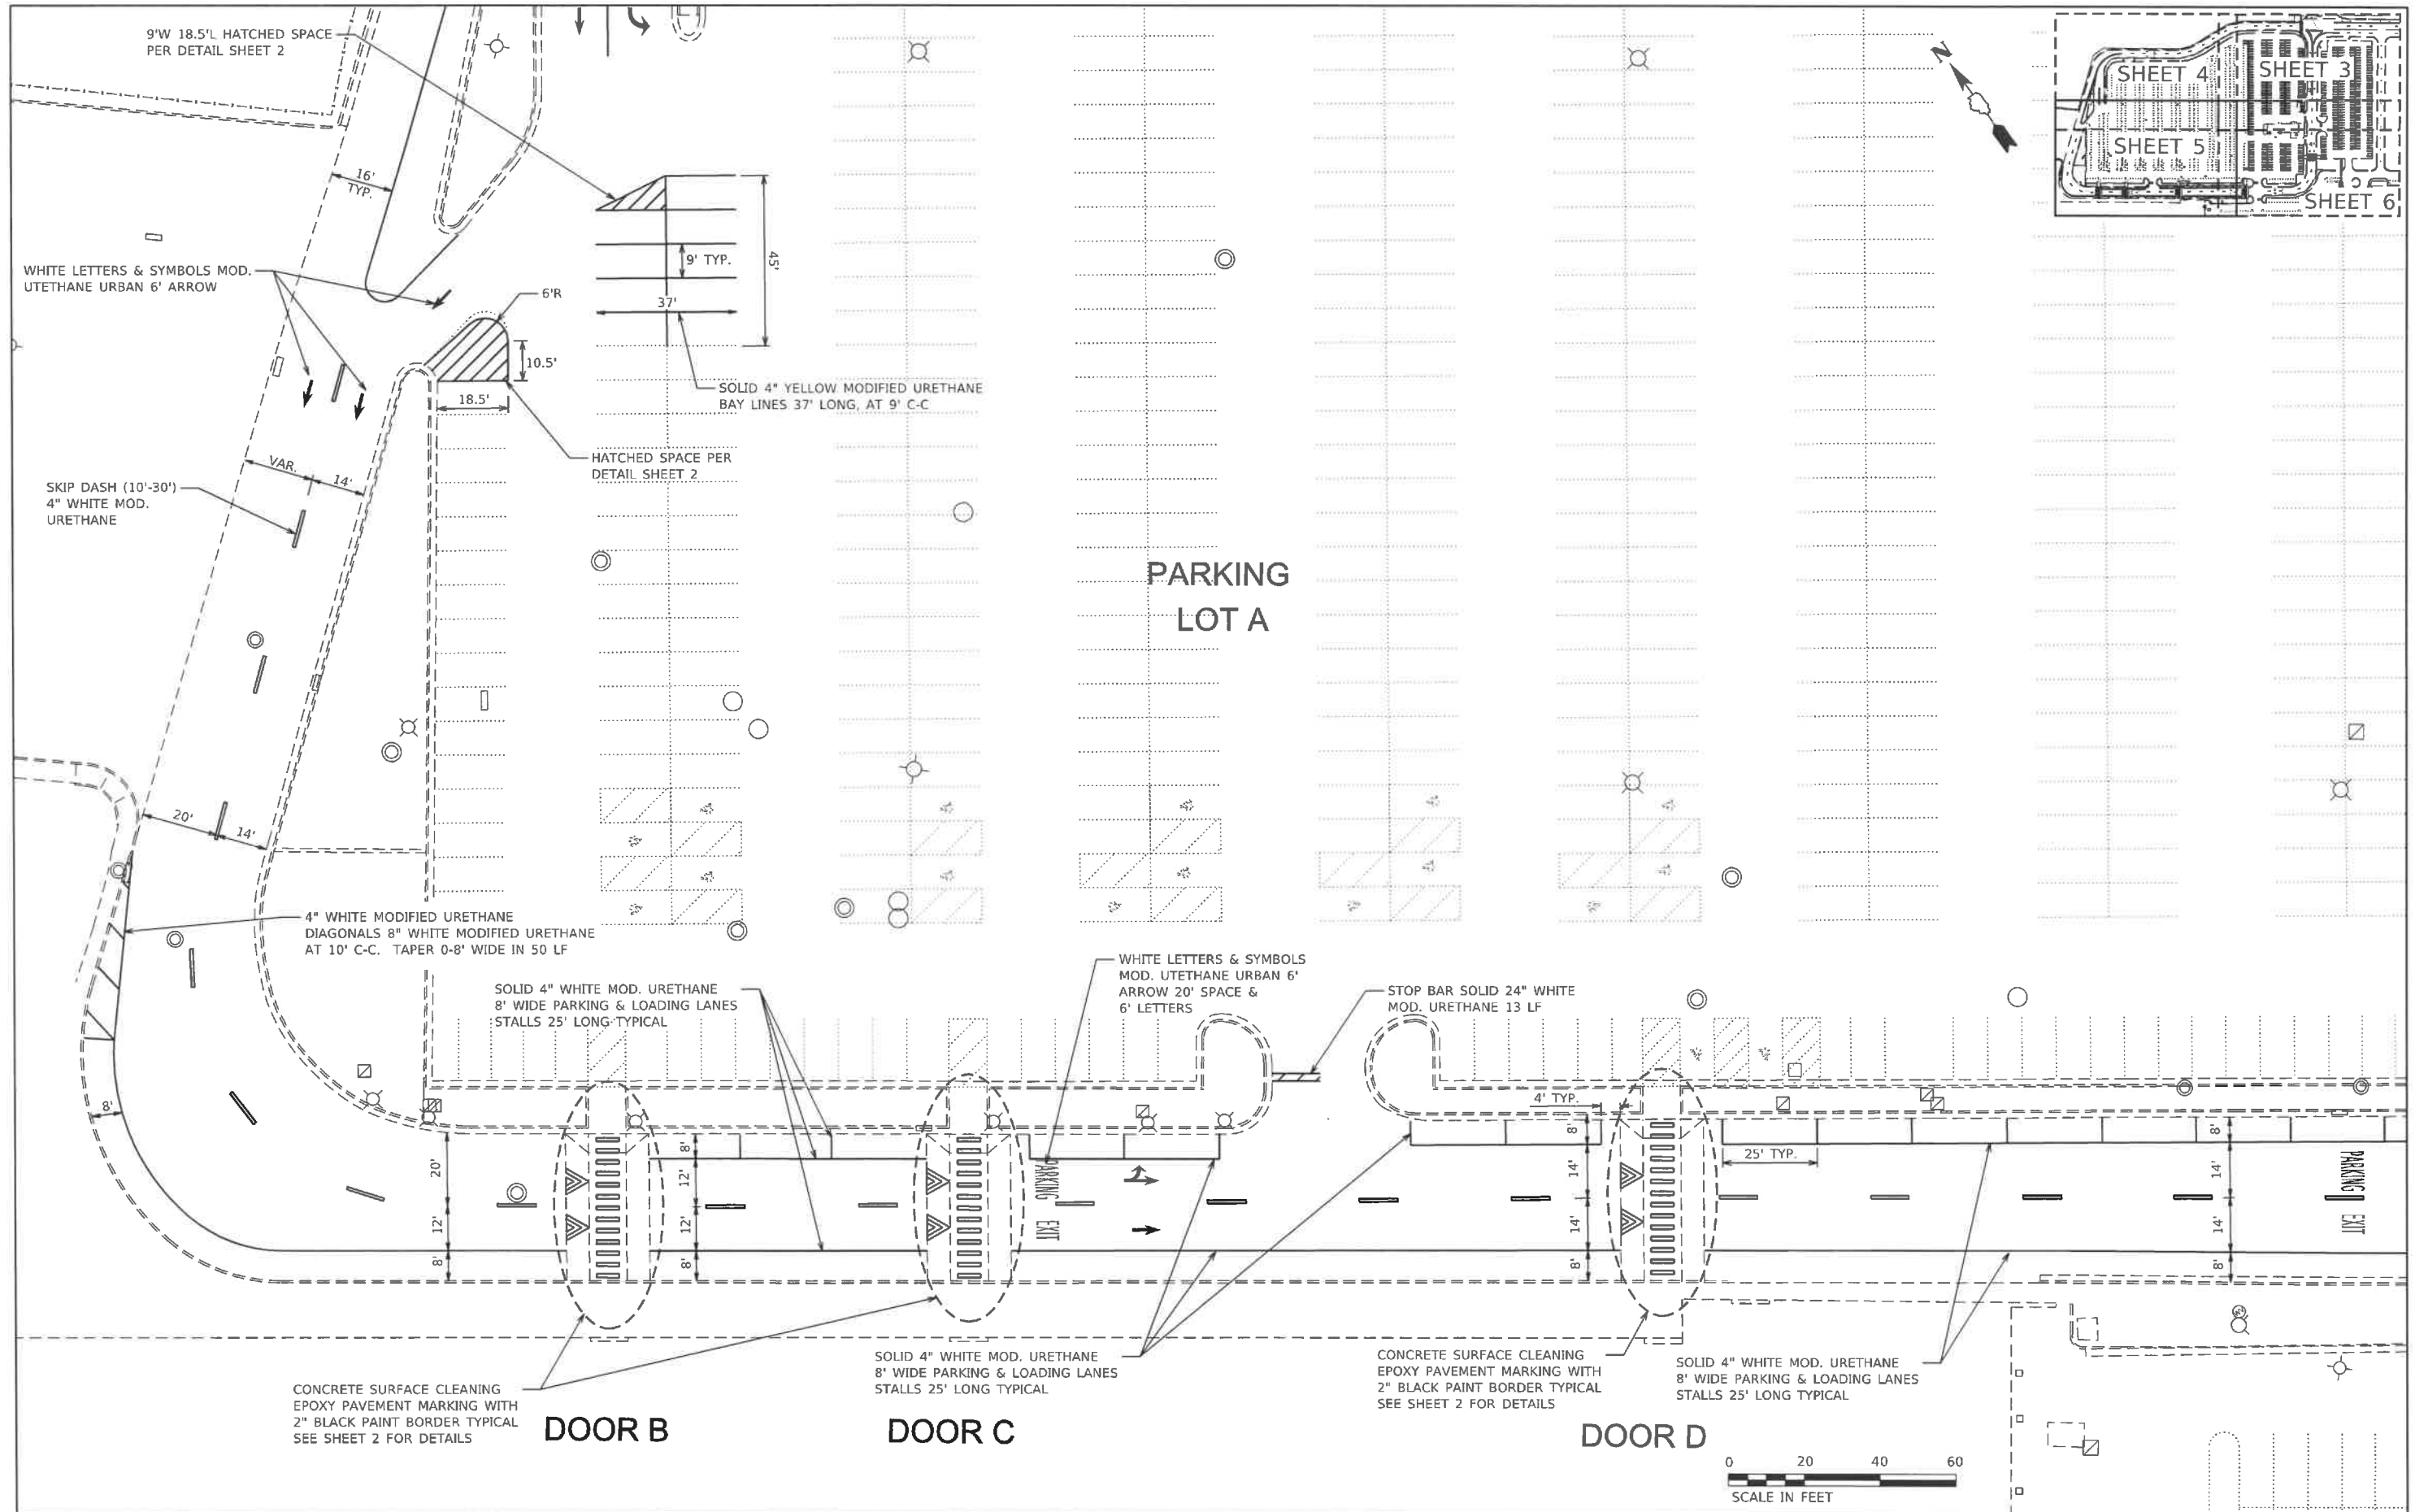 9'W 18.5'L HATCHED SPACE
PER DETAIL SHEET 2
N
SHEET 4
SHEET 3
SHEET 5
SHEET 6
16'
TYP.
WHITE LETTERS & SYMBOLS MOD.
UTETHANE URBAN 6' ARROW
9' TYP.
45'
37'
6'R
10.5'
18.5'
SOLID 4" YELLOW MODIFIED URETHANE
BAY LINES 37' LONG, AT 9' C-C
HATCHED SPACE PER
DETAIL SHEET 2
VAR.
14'
SKIP DASH (10'-30')
4" WHITE MOD.
URETHANE
PARKING
LOT A
20'
14'
4" WHITE MODIFIED URETHANE
DIAGONALS 8" WHITE MODIFIED URETHANE
AT 10' C-C. TAPER 0-8' WIDE IN 50 LF
SOLID 4" WHITE MOD. URETHANE
8' WIDE PARKING & LOADING LANES
STALLS 25' LONG TYPICAL
WHITE LETTERS & SYMBOLS
MOD. UTETHANE URBAN 6'
ARROW 20' SPACE &
6' LETTERS
STOP BAR SOLID 24" WHITE
MOD. URETHANE 13 LF
8'
20'
12'
8'
8'
12'
12'
8'
PARKING
EXIT
4' TYP.
8'
14'
14'
8'
25' TYP.
8'
14'
14'
8'
PARKING
EXIT
CONCRETE SURFACE CLEANING
EPOXY PAVEMENT MARKING WITH
2" BLACK PAINT BORDER TYPICAL
SEE SHEET 2 FOR DETAILS
DOOR B
SOLID 4" WHITE MOD. URETHANE
8' WIDE PARKING & LOADING LANES
STALLS 25' LONG TYPICAL
DOOR C
CONCRETE SURFACE CLEANING
EPOXY PAVEMENT MARKING WITH
2" BLACK PAINT BORDER TYPICAL
SEE SHEET 2 FOR DETAILS
DOOR D
SOLID 4" WHITE MOD. URETHANE
8' WIDE PARKING & LOADING LANES
STALLS 25' LONG TYPICAL
0 20 40 60
SCALE IN FEET